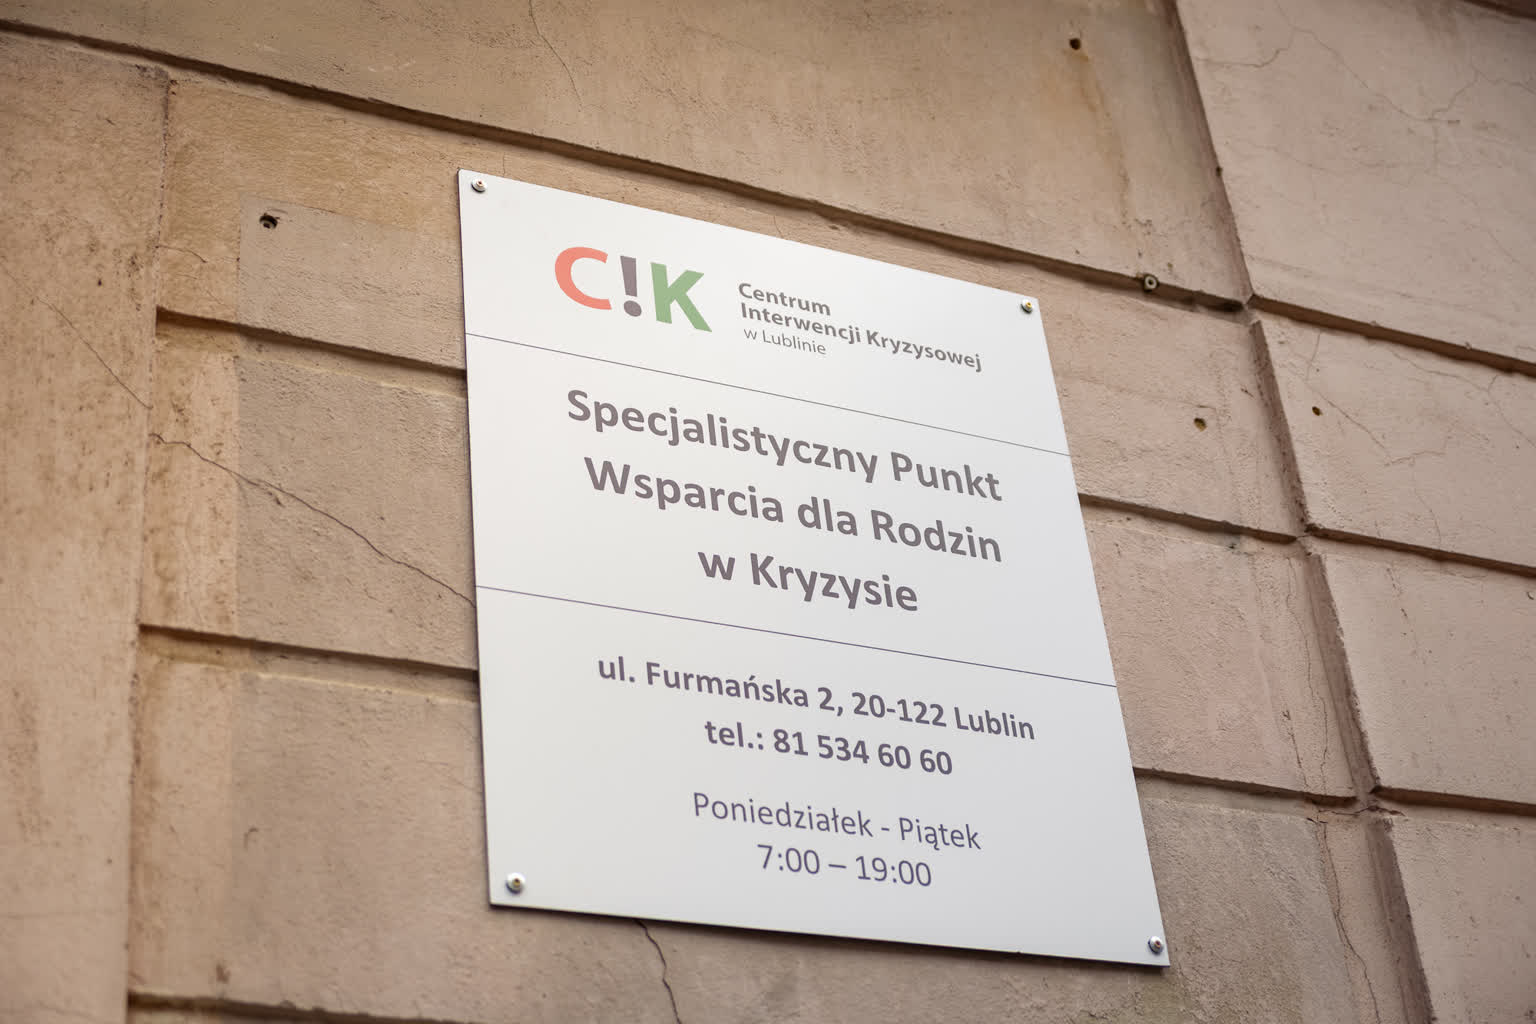 C!K
Centrum
Interwencji Kryzysowej
w Lublinie
Specjalistyczny Punkt
Wsparcia dla Rodzin
w Kryzysie
ul. Furmańska 2, 20-122 Lublin
tel.: 81 534 60 60
Poniedziałek - Piątek
7:00 – 19:00